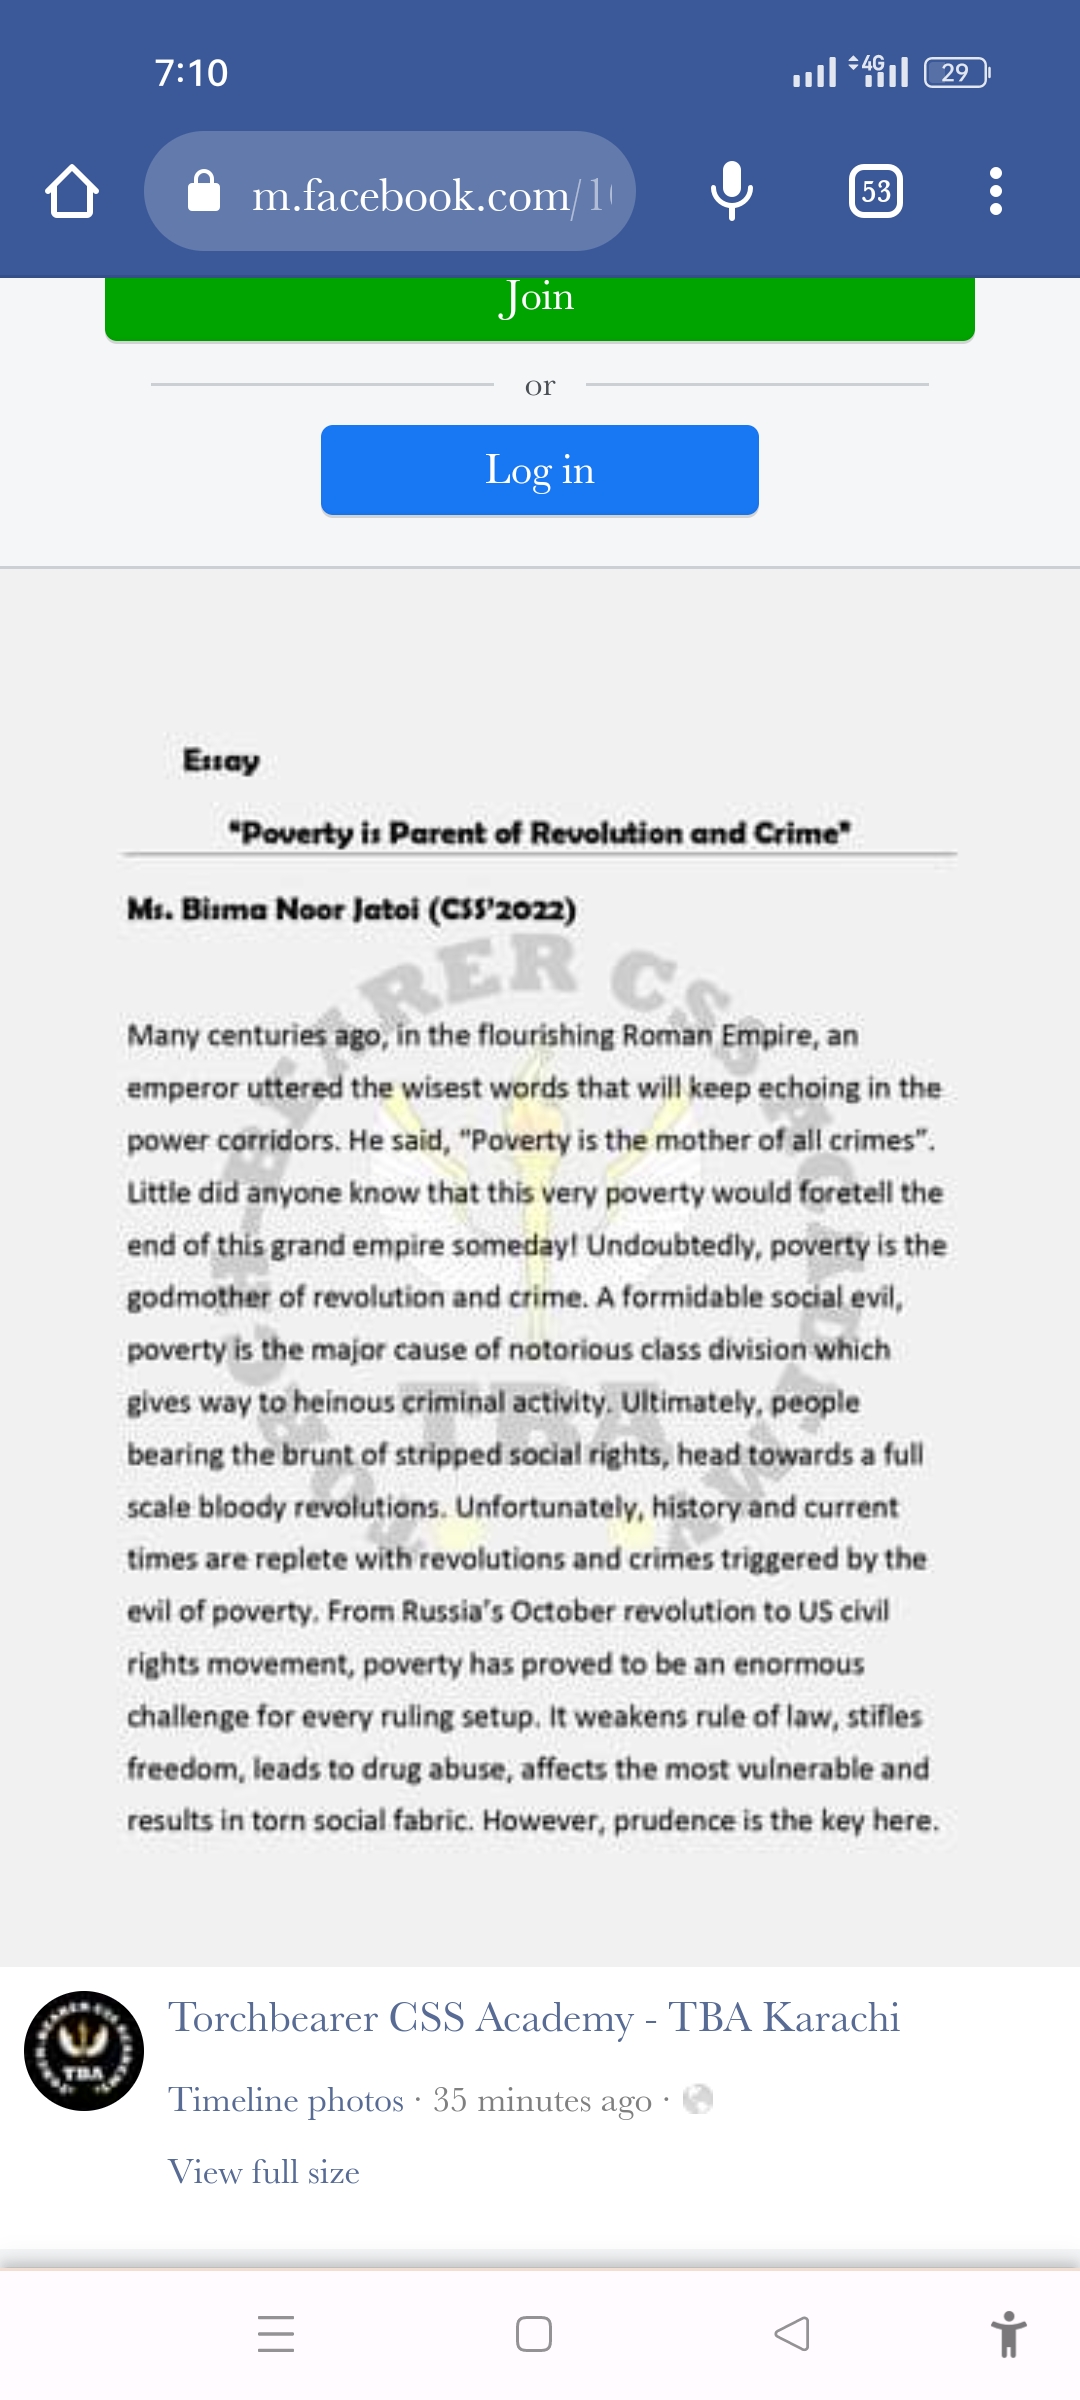 7:10
4G
29
m.facebook.com/1
53
Join
or
Log in
Essay
"Poverty is Parent of Revolution and Crime"
Ms. Bisma Noor Jatoi (CSS'2022)
TORCH-BEARER CSS ACADEMY
TBA
Many centuries ago, in the flourishing Roman Empire, an
emperor uttered the wisest words that will keep echoing in the
power corridors. He said, "Poverty is the mother of all crimes".
Little did anyone know that this very poverty would foretell the
end of this grand empire someday! Undoubtedly, poverty is the
godmother of revolution and crime. A formidable social evil,
poverty is the major cause of notorious class division which
gives way to heinous criminal activity. Ultimately, people
bearing the brunt of stripped social rights, head towards a full
scale bloody revolutions. Unfortunately, history and current
times are replete with revolutions and crimes triggered by the
evil of poverty. From Russia's October revolution to US civil
rights movement, poverty has proved to be an enormous
challenge for every ruling setup. It weakens rule of law, stifles
freedom, leads to drug abuse, affects the most vulnerable and
results in torn social fabric. However, prudence is the key here.
TBA
Torchbearer CSS Academy - TBA Karachi
Timeline photos · 35 minutes ago ·
View full size